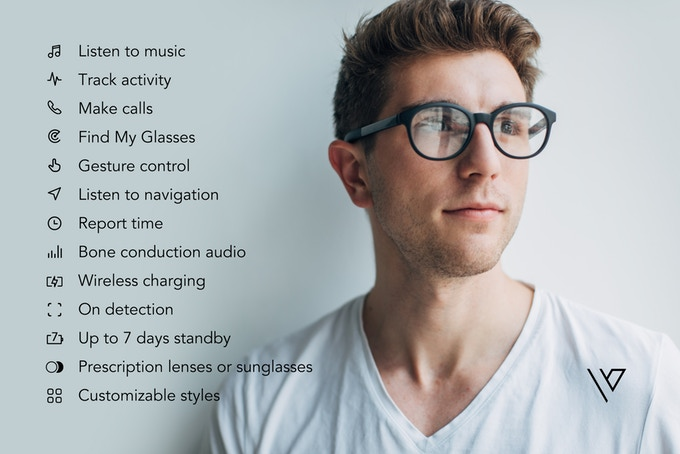 Listen to music
Track activity
Make calls
Find My Glasses
Gesture control
Listen to navigation
Report time
Bone conduction audio
Wireless charging
On detection
7
Up to 7 days standby
Prescription lenses or sunglasses
Customizable styles